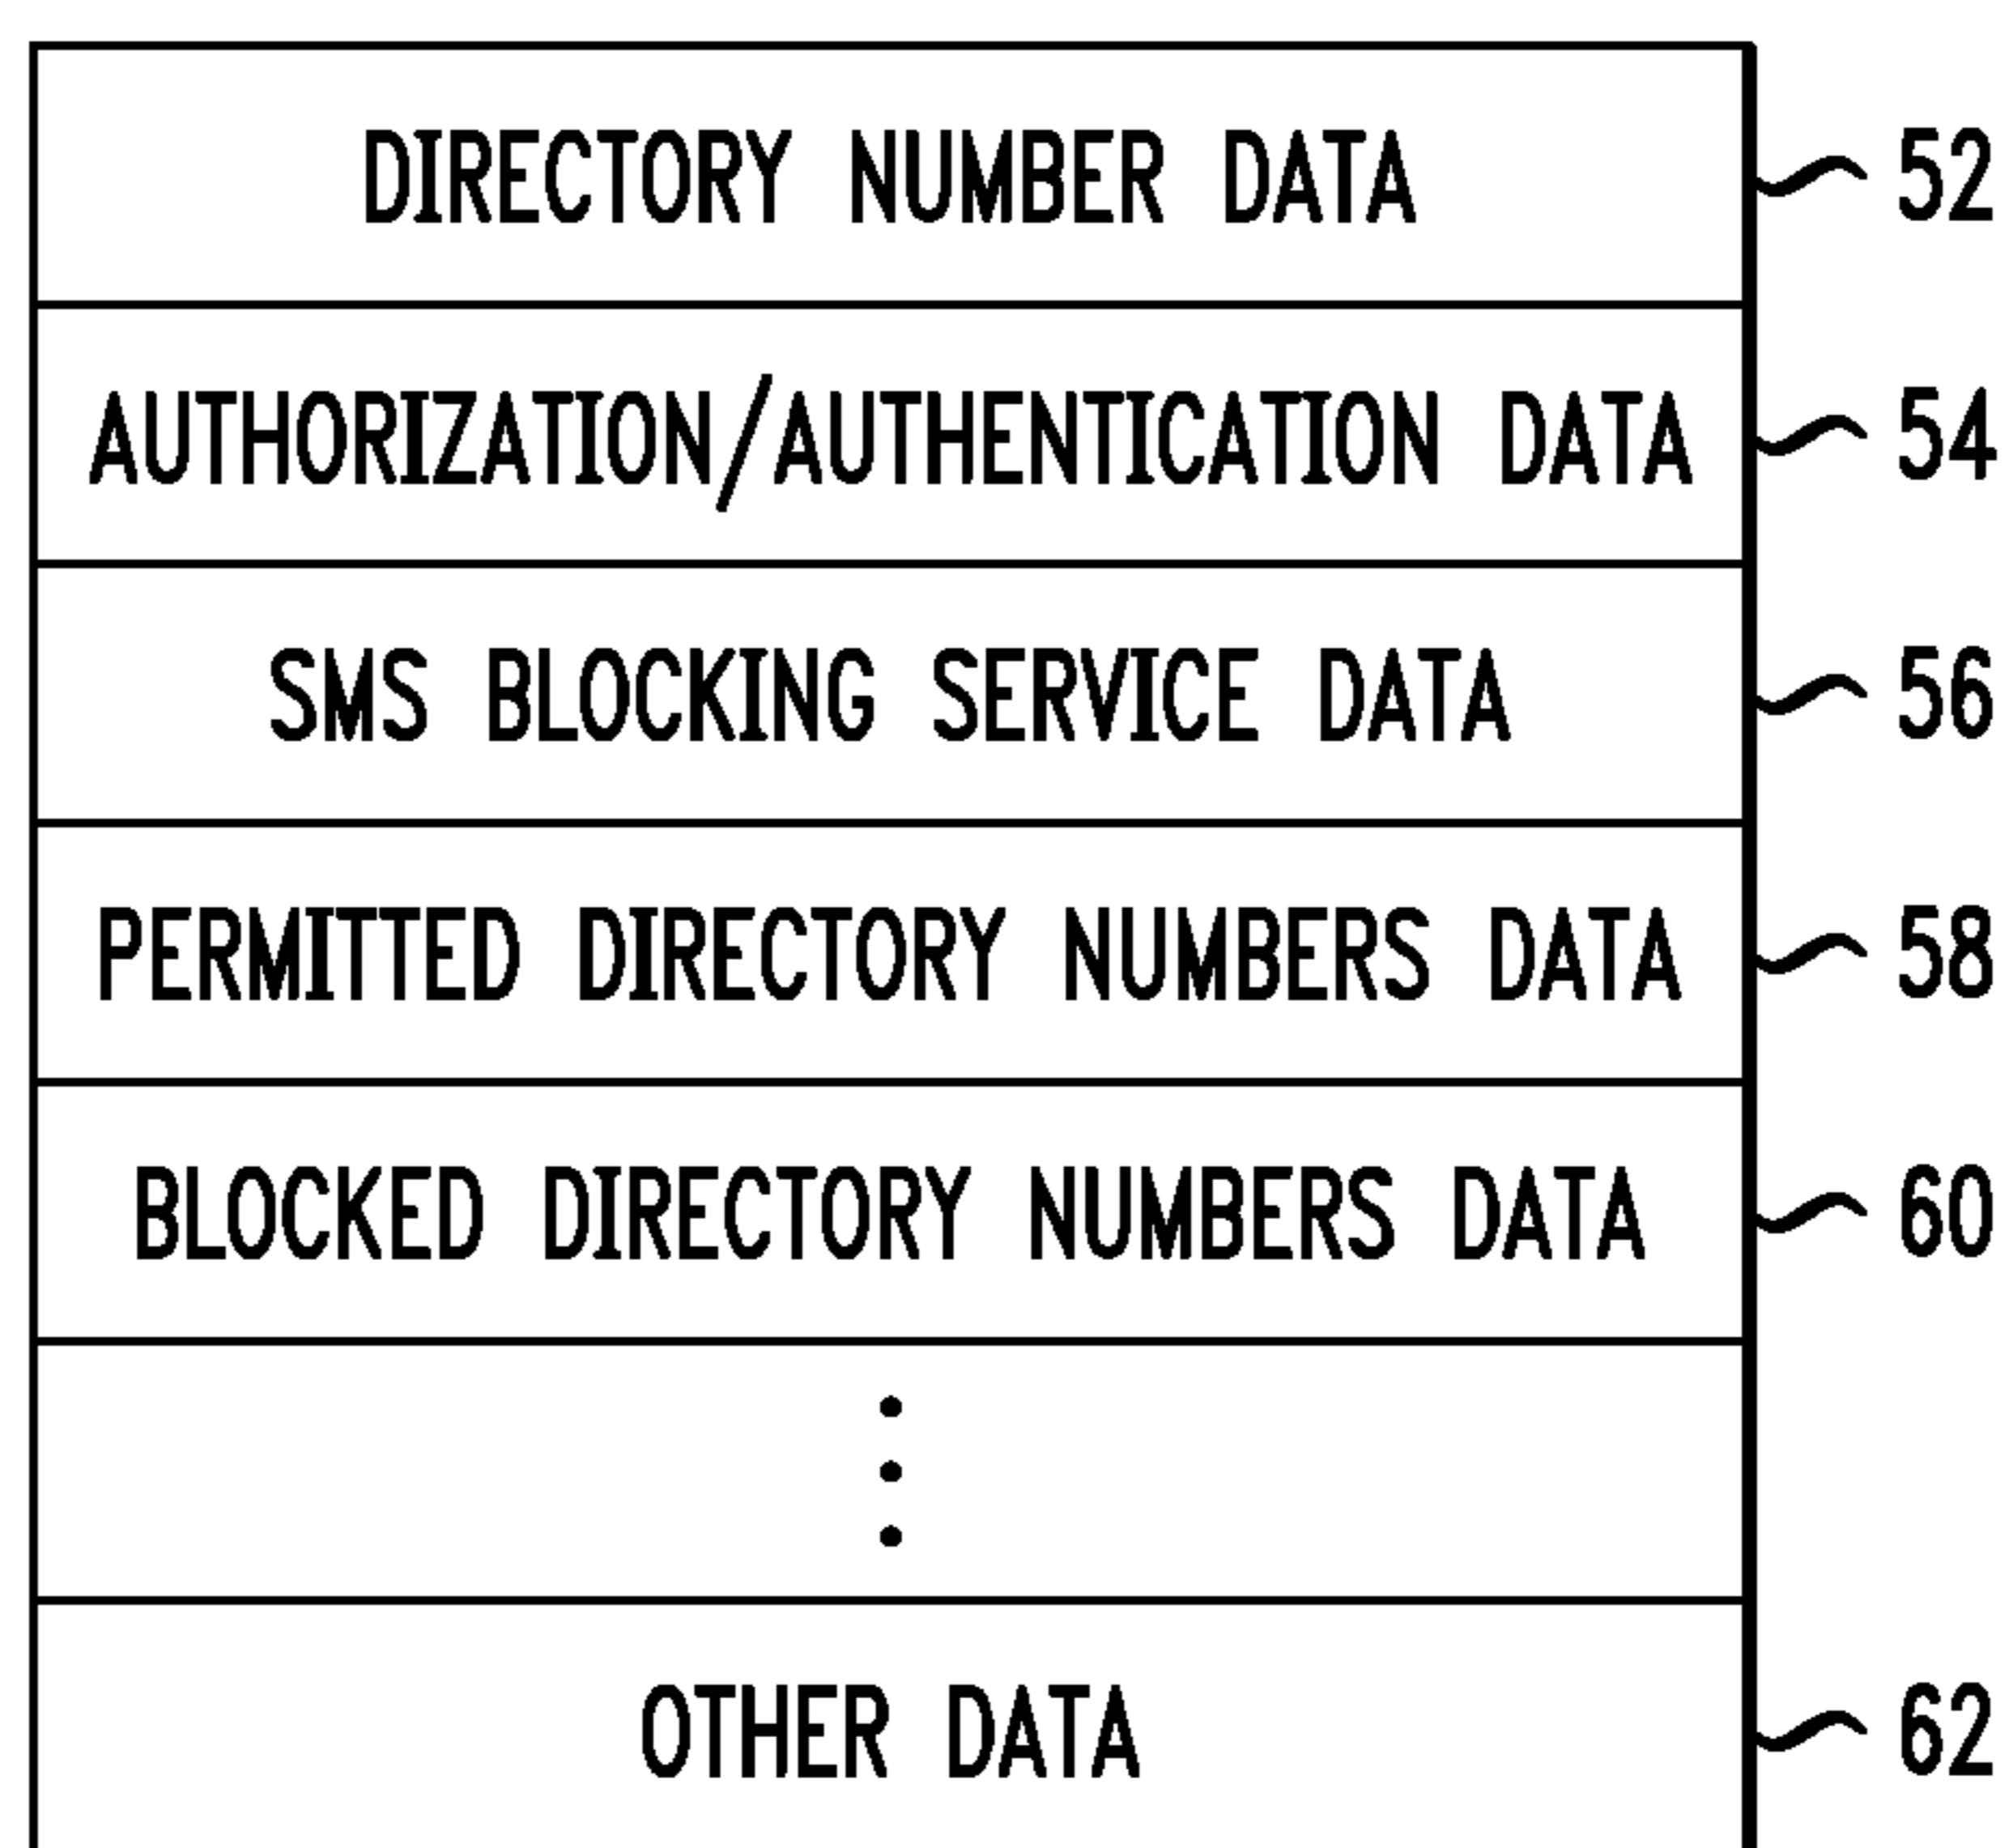 DIRECTORY NUMBER DATA 52
AUTHORIZATION/AUTHENTICATION DATA 54
SMS BLOCKING SERVICE DATA 56
PERMITTED DIRECTORY NUMBERS DATA 58
BLOCKED DIRECTORY NUMBERS DATA 60
OTHER DATA 62